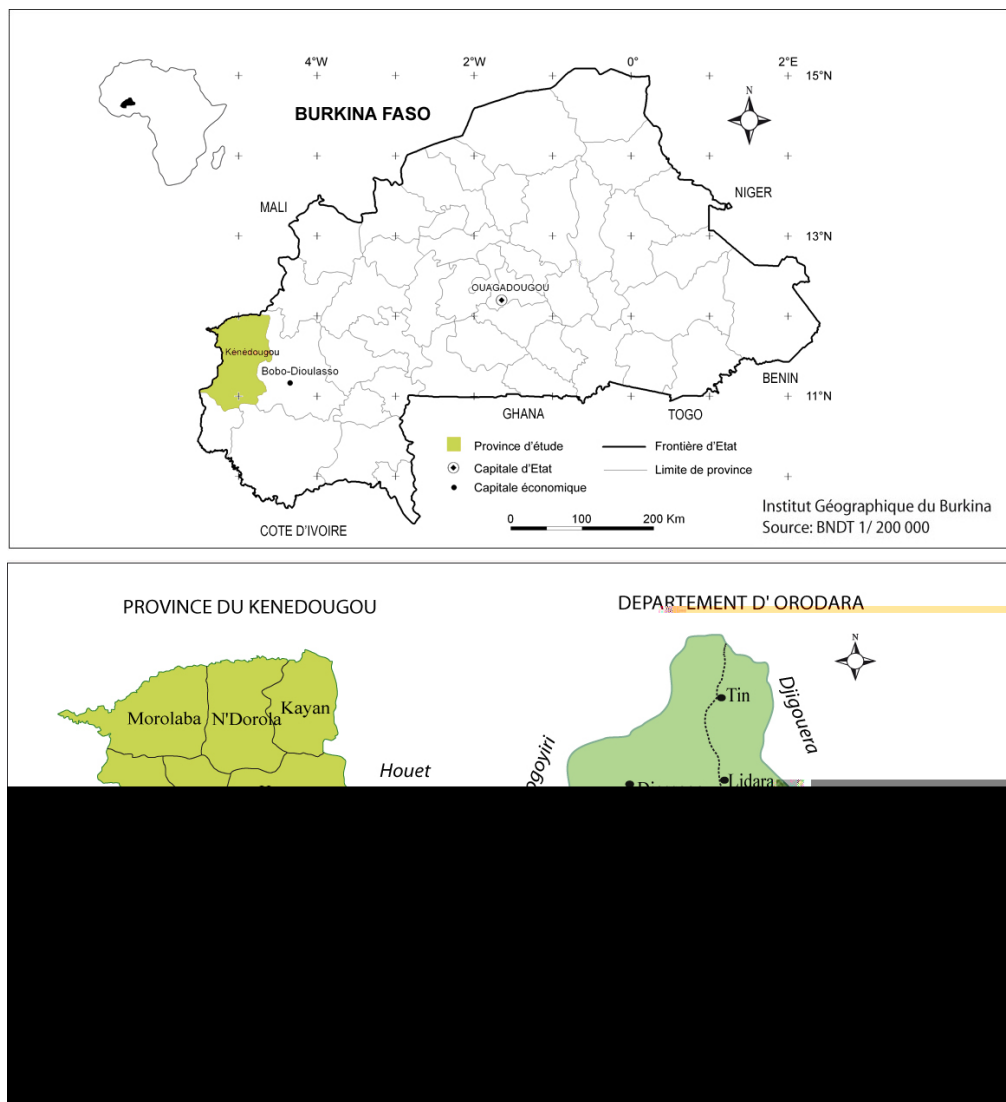 4°W
2°W
0°
2°E
15°N
BURKINA FASO
N
NIGER
MALI
13°N
OUAGADOUGOU
Kénédougou
Bobo-Dioulasso
BENIN
11°N
GHANA
TOGO
Province d'étude
Frontière d'Etat
Capitale d'Etat
Limite de province
Capitale économique
Institut Géographique du Burkina
Source: BNDT 1/ 200 000
0 100 200 Km
COTE D'IVOIRE
PROVINCE DU KENEDOUGOU
DEPARTEMENT D' ORODARA
N
Djigouera
Tin
Kayan
Morolaba
N'Dorola
Houet
Lidara